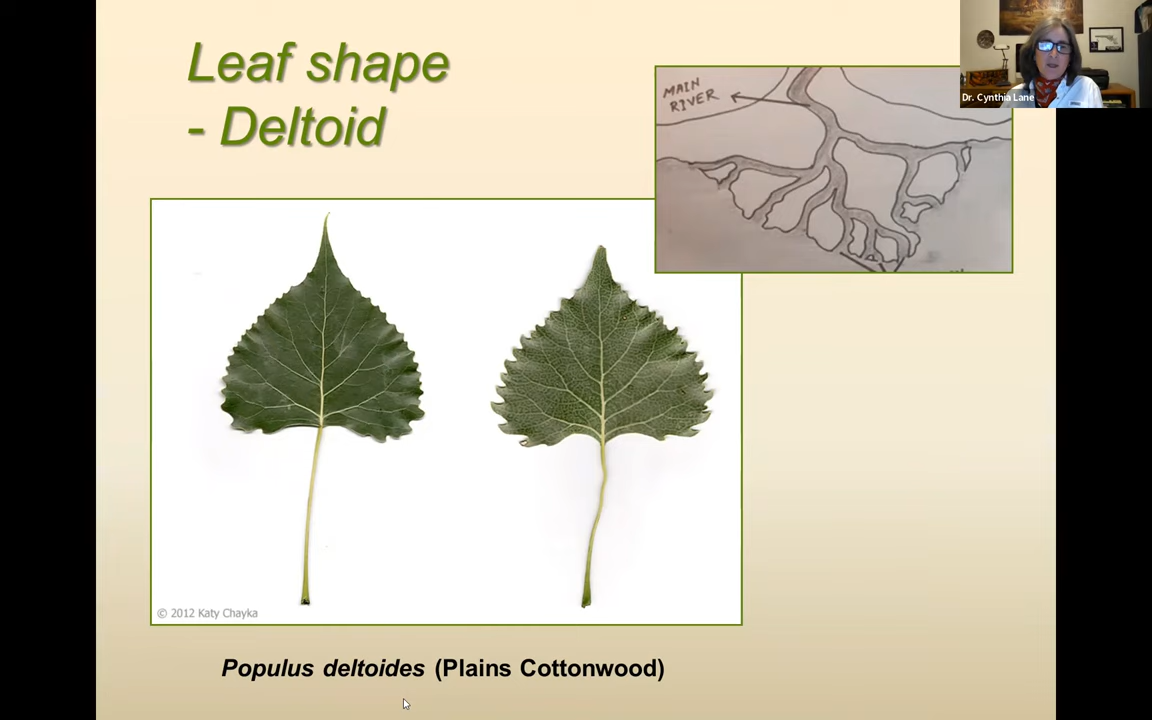 Leaf shape
- Deltoid
MAIN
RIVER
Dr. Cynthia Lane
© 2012 Katy Chayka
Populus deltoides (Plains Cottonwood)